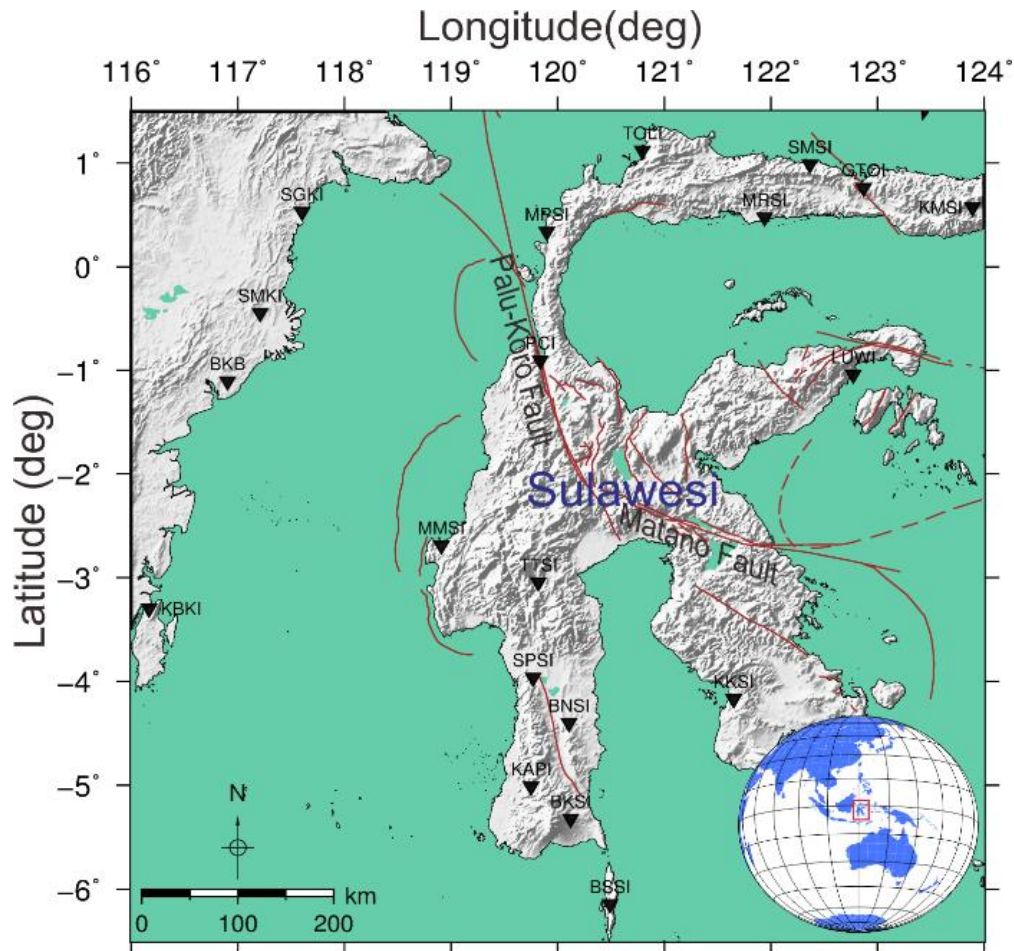 Longitude(deg)
116° 117° 118° 119° 120° 121° 122° 123° 124°
Latitude (deg)
1°
0°
−1°
−2°
−3°
−4°
−5°
−6°
TOLI
SMSI
GTOI
SGKI
MRSI
KMSI
MPSI
SMKI
Palu-Koro Fault
PCI
LUWI
BKB
Sulawesi
Matano Fault
MMSI
TTSI
KBKI
SPSI
KKSI
BNSI
KAPI
BKSI
BSSI
N
km
0 100 200